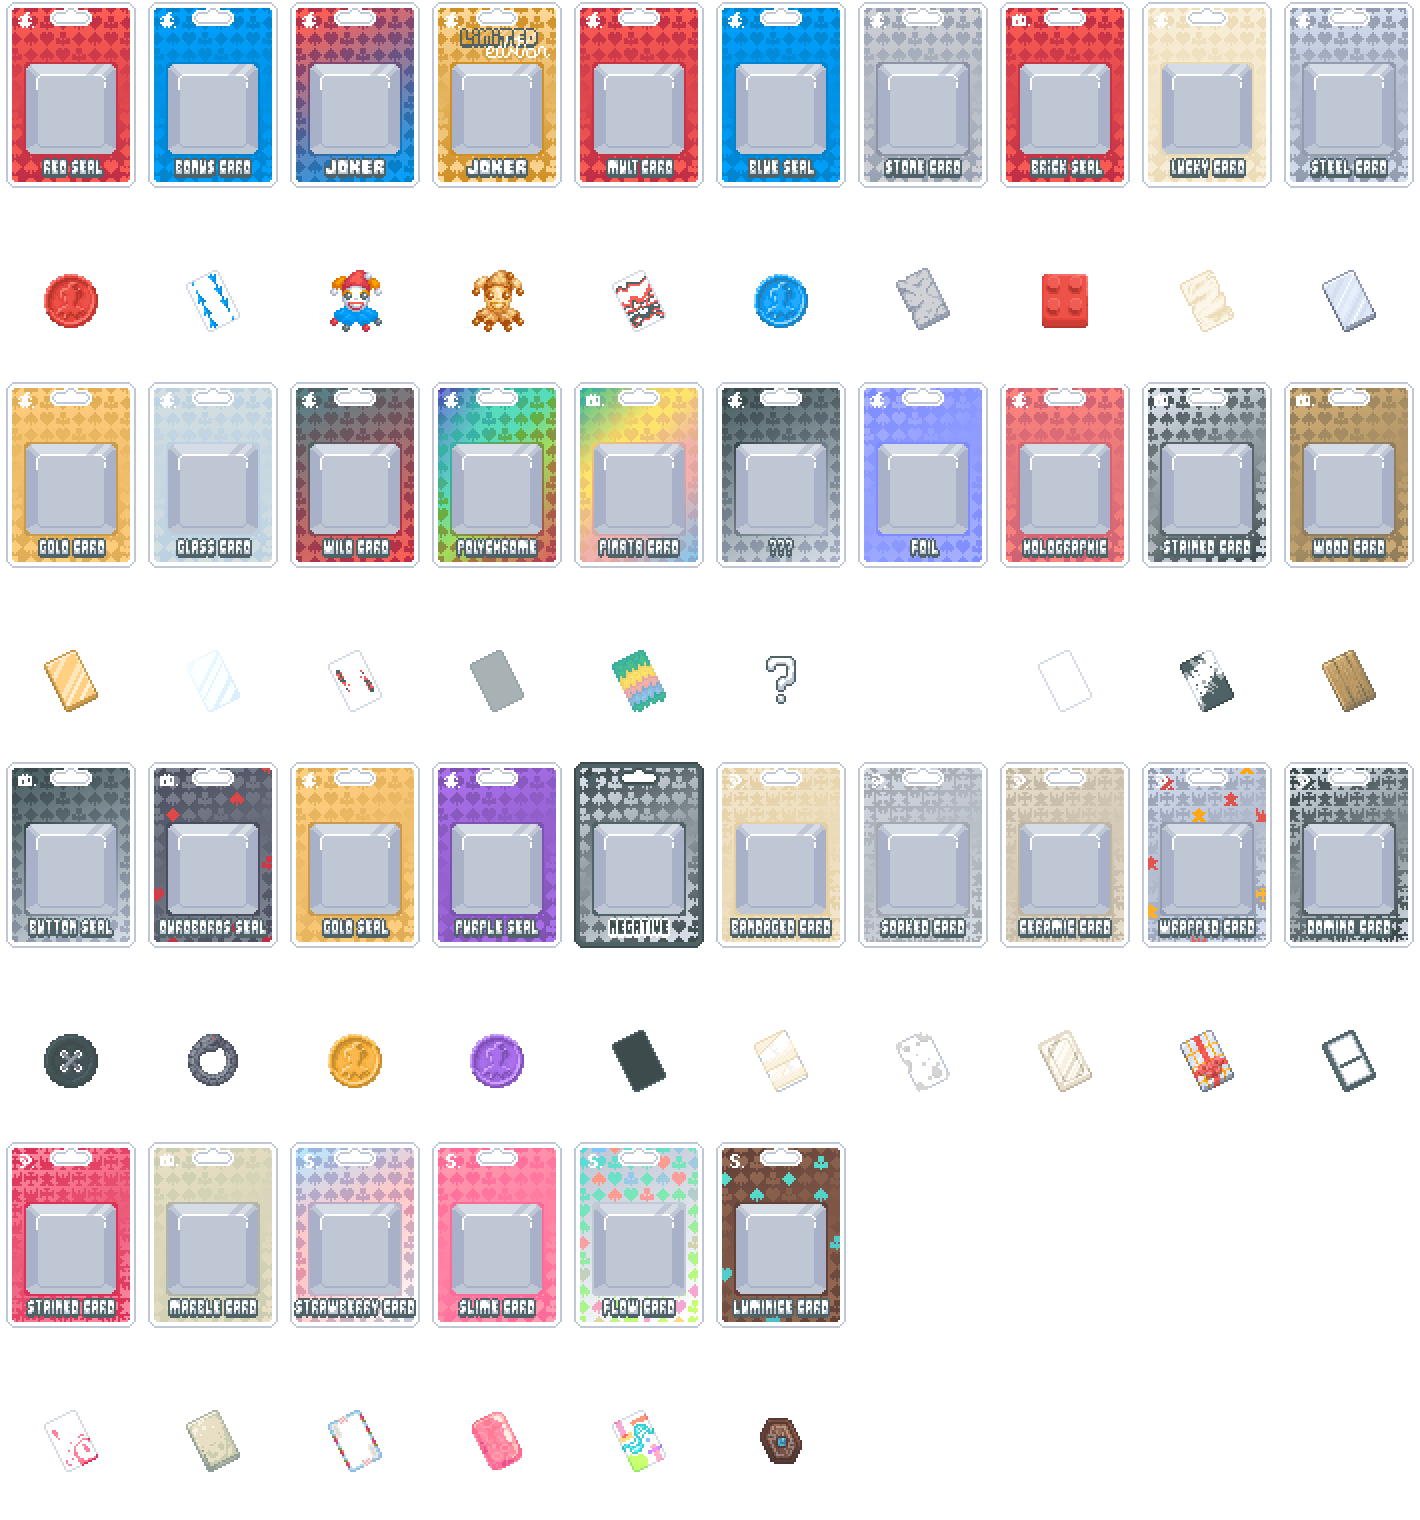 LIMITED
EDITION
RED SEAL
BONUS CARD
JOKER
JOKER
MULT CARD
BLUE SEAL
STONE CARD
BRICK SEAL
LUCKY CARD
STEEL CARD
GOLD CARD
GLASS CARD
WILD CARD
POLYCHROME
PINATA CARD
???
FOIL
HOLOGRAPHIC
STAINED CARD
WOOD CARD
?
BUTTON SEAL
OUROBOROS SEAL
GOLD SEAL
PURPLE SEAL
NEGATIVE
BANDAGED CARD
SOAKED CARD
CERAMIC CARD
WRAPPED CARD
DOMINO CARD
S.
S.
S.
S.
STAINED CARD
MARBLE CARD
STRAWBERRY CARD
SLIME CARD
FLOW CARD
LUMINICE CARD